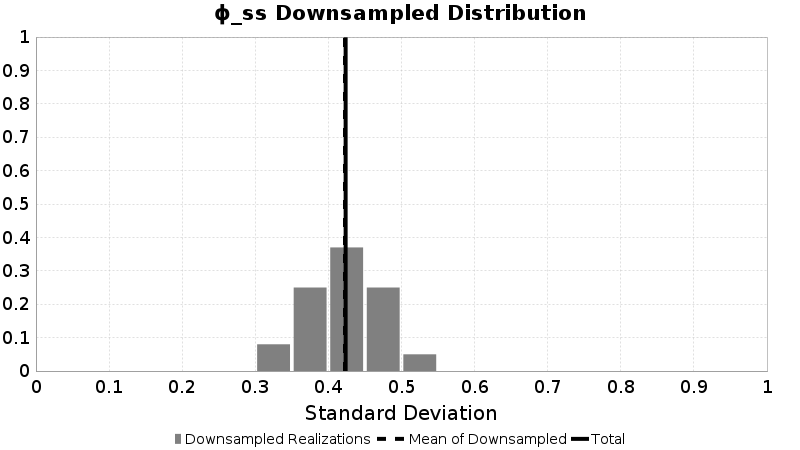 ϕ_ss Downsampled Distribution
1
0.9
0.8
0.7
0.6
0.5
0.4
0.3
0.2
0.1
0
0 0.1 0.2 0.3 0.4 0.5 0.6 0.7 0.8 0.9 1
Standard Deviation
Downsampled Realizations Mean of Downsampled Total